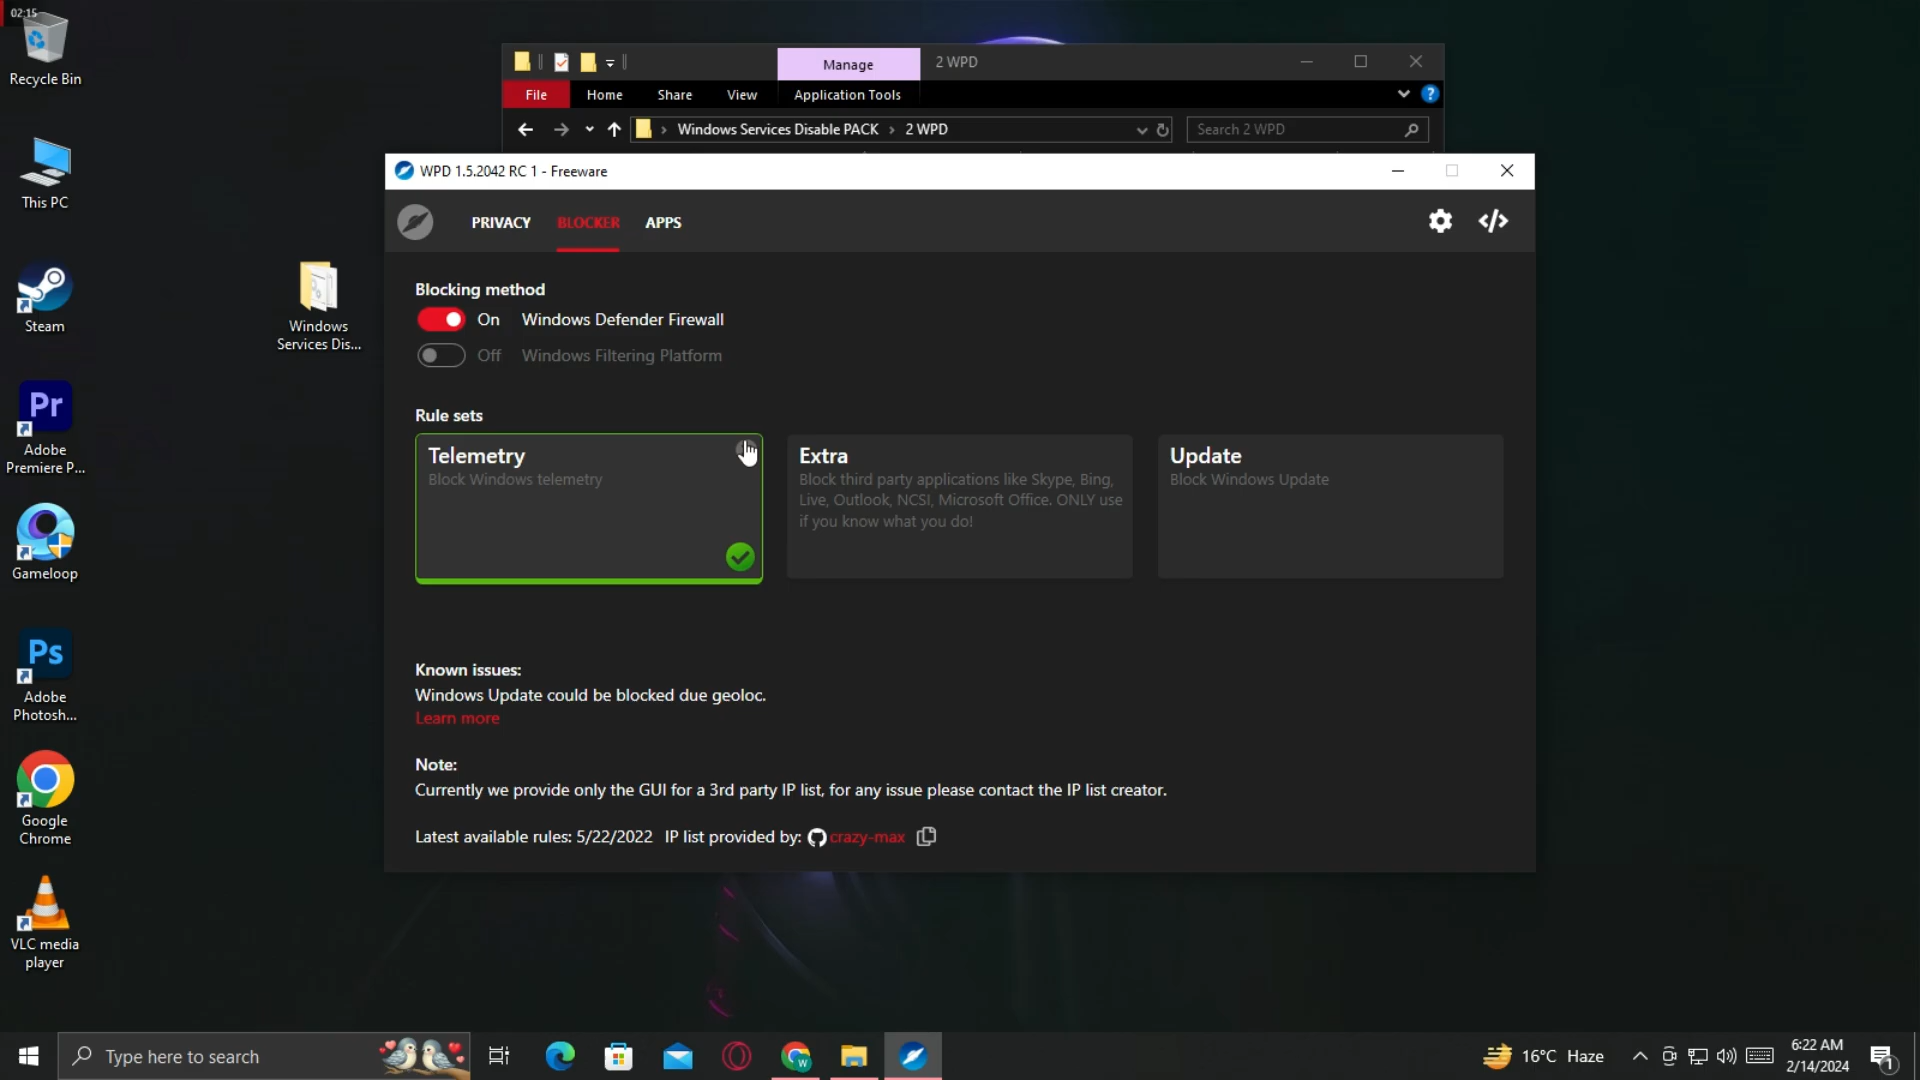 02:15
Recycle Bin
This PC
Steam
Windows
Services Dis...
Pr
Adobe
Premiere P...
Gameloop
Ps
Adobe
Photosh...
Google
Chrome
VLC media
player
Manage
2 WPD
File
Home
Share
View
Application Tools
Windows Services Disable PACK
2 WPD
Search 2 WPD
WPD 1.5.2042 RC 1 - Freeware
PRIVACY
BLOCKER
APPS
Blocking method
On
Windows Defender Firewall
Off
Windows Filtering Platform
Rule sets
Telemetry
Block Windows telemetry
Extra
Block third party applications like Skype, Bing,
Live, Outlook, NCSI, Microsoft Office. ONLY use
if you know what you do!
Update
Block Windows Update
Known issues:
Windows Update could be blocked due geoloc.
Learn more
Note:
Currently we provide only the GUI for a 3rd party IP list, for any issue please contact the IP list creator.
Latest available rules: 5/22/2022 IP list provided by: crazy-max
Type here to search
W
16°C Haze
6:22 AM
2/14/2024
1